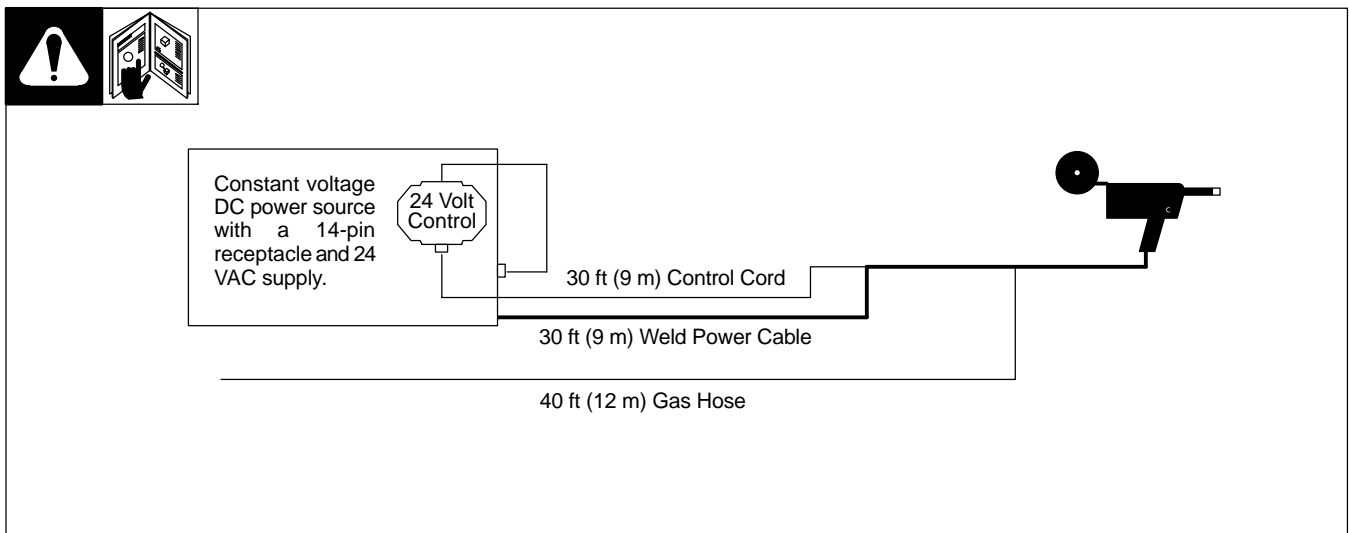 Constant voltage
DC power source
with a 14-pin
receptacle and 24
VAC supply.
24 Volt
Control
30 ft (9 m) Control Cord
30 ft (9 m) Weld Power Cable
40 ft (12 m) Gas Hose